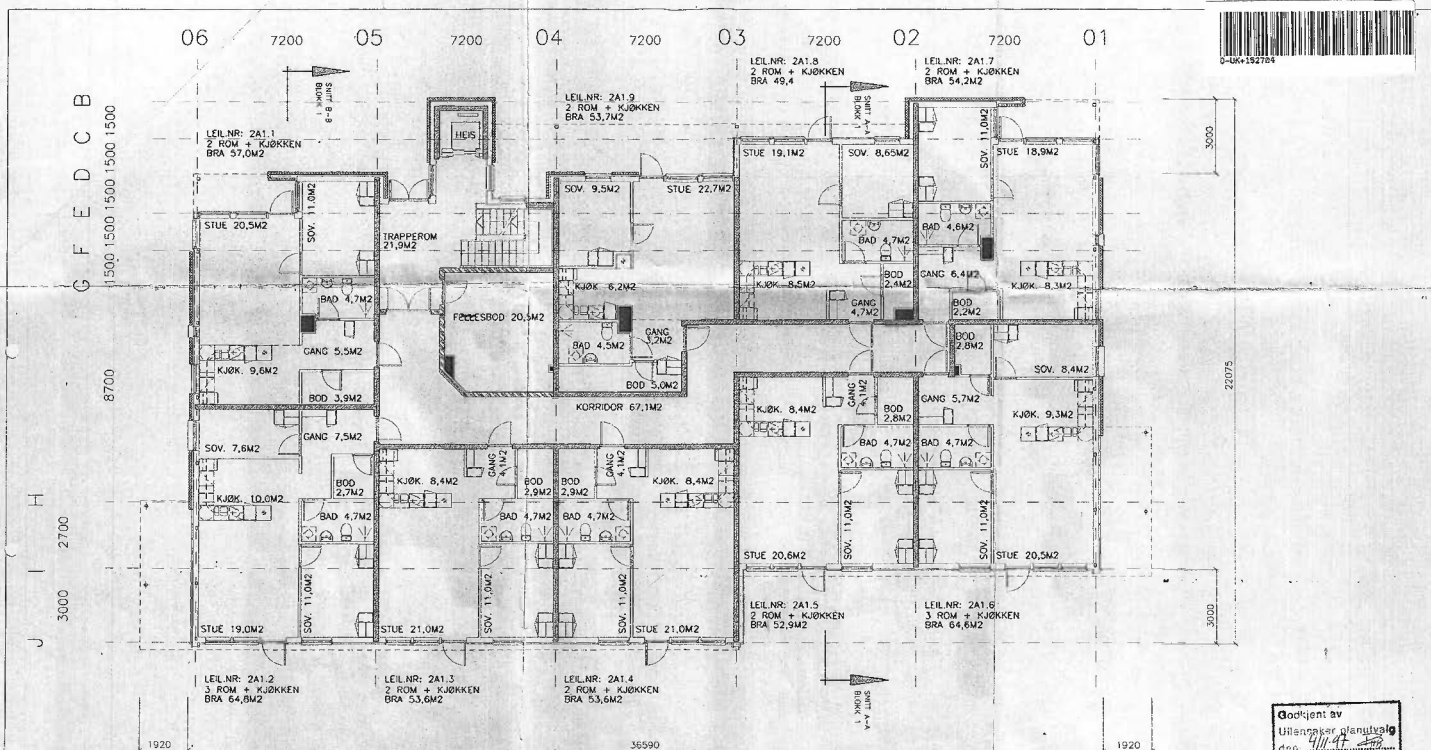 06 7200 05 7200 04 7200 03 7200 02 7200 01
O-UK+192704
B
C
D
E
F
G
H
I
J
1500 1500 1500 1500 1500
8700
2700
3000
SNITT B-B
BLOKK 1
SNITT A-A
BLOKK 1
LEIL.NR: 2A1.1
2 ROM + KJØKKEN
BRA 57,0M2
LEIL.NR: 2A1.9
2 ROM + KJØKKEN
BRA 53,7M2
LEIL.NR: 2A1.8
2 ROM + KJØKKEN
BRA 49,4
LEIL.NR: 2A1.7
2 ROM + KJØKKEN
BRA 54,2M2
3000
22075
3000
HEIS
STUE 20,5M2
SOV. 11,0M2
BAD 4,7M2
GANG 5,5M2
KJØK. 9,6M2
BOD 3,9M2
TRAPPEROM
21,9M2
FELLESBOD 20,5M2
SOV. 9,5M2
STUE 22,7M2
KJØK 6,2M2
BAD 4,5M2
GANG
3,2M2
BOD 5,0M2
KORRIDOR 67,1M2
STUE 19,1M2
SOV. 8,65M2
BAD 4,7M2
KJØK. 8,5M2
BOD
2,4M2
GANG
4,7M2
SOV. 11,0M2
STUE 18,9M2
BAD 4,6M2
GANG 6,4M2
KJØK. 8,3M2
BOD
2,2M2
SOV. 7,6M2
GANG 7,5M2
KJØK. 10,0M2
BOD
2,7M2
BAD 4,7M2
SOV. 11,0M2
STUE 19,0M2
KJØK. 8,4M2
GANG
4,1M2
BOD
2,9M2
BAD 4,7M2
SOV. 11,0M2
STUE 21,0M2
BOD
2,9M2
GANG
4,1M2
KJØK. 8,4M2
BAD 4,7M2
SOV. 11,0M2
STUE 21,0M2
KJØK. 8,4M2
GANG
4,1M2
BOD
2,8M2
BAD 4,7M2
SOV. 11,0M2
STUE 20,6M2
BOD
2,8M2
SOV. 8,4M2
GANG 5,7M2
KJØK. 9,3M2
BAD 4,7M2
SOV. 11,0M2
STUE 20,5M2
LEIL.NR: 2A1.5
2 ROM + KJØKKEN
BRA 52,9M2
LEIL.NR: 2A1.6
3 ROM + KJØKKEN
BRA 64,6M2
LEIL.NR: 2A1.2
3 ROM + KJØKKEN
BRA 64,8M2
LEIL.NR: 2A1.3
2 ROM + KJØKKEN
BRA 53,6M2
LEIL.NR: 2A1.4
2 ROM + KJØKKEN
BRA 53,6M2
SNITT A-A
BLOKK 1
1920 36590 1920
Godkjent av
Ullensaker planutvalg
den 4/11-97